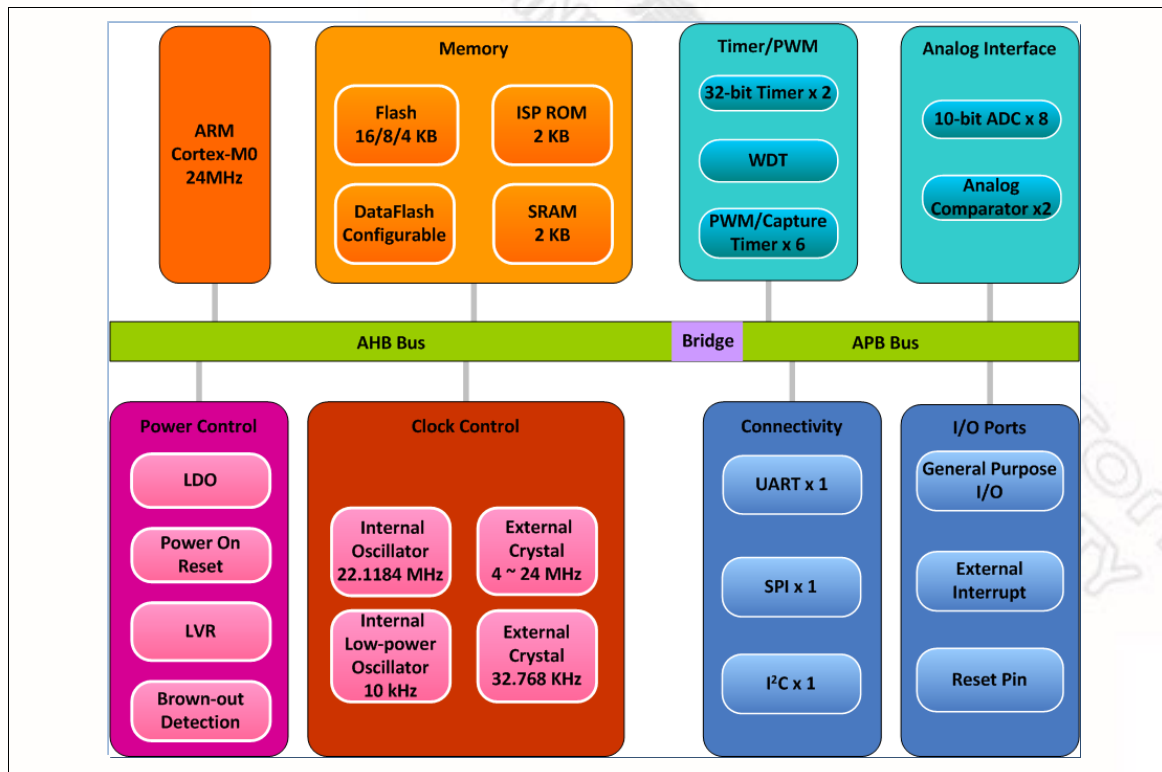 ARM
Cortex-M0
24MHz
Memory
Flash
16/8/4 KB
ISP ROM
2 KB
DataFlash
Configurable
SRAM
2 KB
Timer/PWM
32-bit Timer x 2
WDT
PWM/Capture
Timer x 6
Analog Interface
10-bit ADC x 8
Analog
Comparator x2
AHB Bus
Bridge
APB Bus
Power Control
LDO
Power On
Reset
LVR
Brown-out
Detection
Clock Control
Internal
Oscillator
22.1184 MHz
External
Crystal
4 ~ 24 MHz
Internal
Low-power
Oscillator
10 kHz
External
Crystal
32.768 KHz
Connectivity
UART x 1
SPI x 1
I²C x 1
I/O Ports
General Purpose
I/O
External
Interrupt
Reset Pin